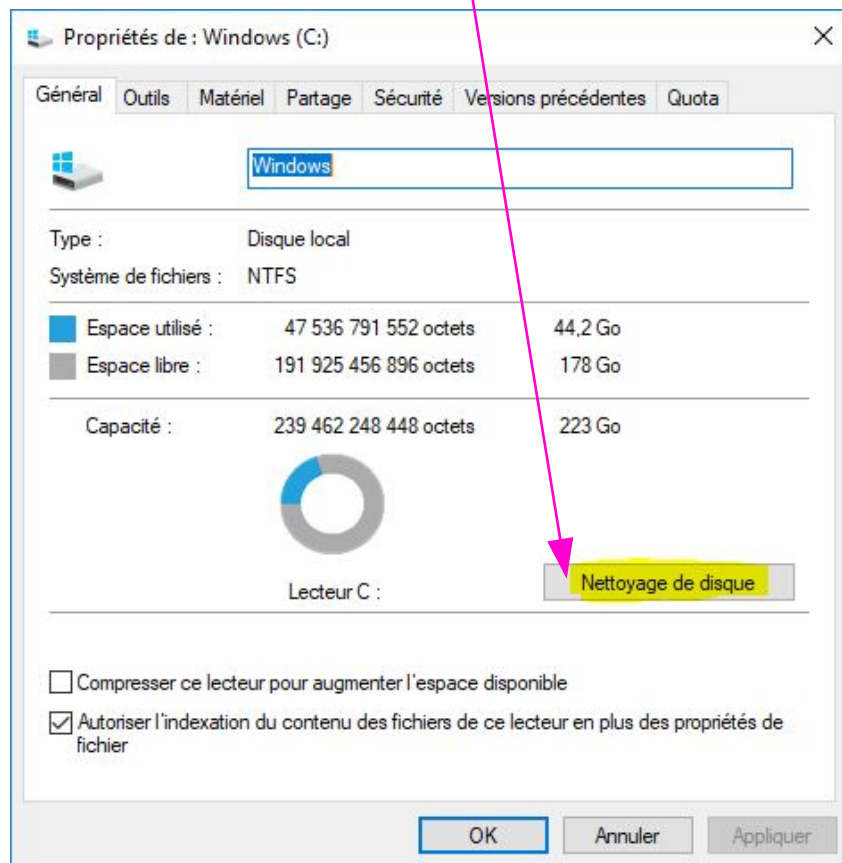 Propriétés de : Windows (C:)
Général Outils Matériel Partage Sécurité Versions précédentes Quota
Windows
Type : Disque local
Système de fichiers : NTFS
Espace utilisé : 47 536 791 552 octets 44,2 Go
Espace libre : 191 925 456 896 octets 178 Go
Capacité : 239 462 248 448 octets 223 Go
Lecteur C :
Nettoyage de disque
Compresser ce lecteur pour augmenter l'espace disponible
Autoriser l'indexation du contenu des fichiers de ce lecteur en plus des propriétés de
fichier
OK Annuler Appliquer